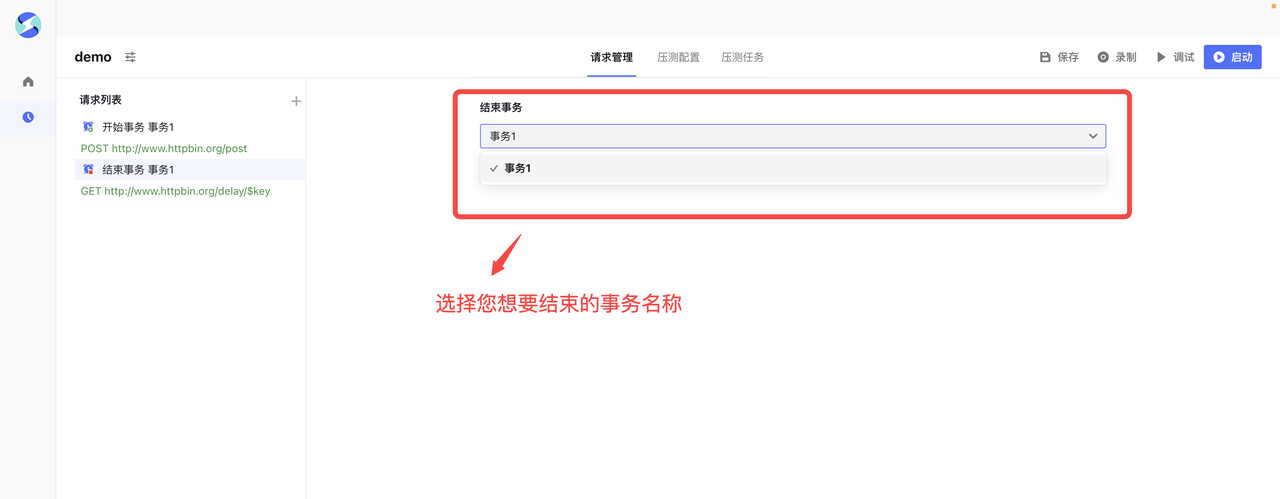 demo
请求管理
压测配置
压测任务
保存
录制
调试
启动
请求列表
开始事务 事务1
POST http://www.httpbin.org/post
结束事务 事务1
GET http://www.httpbin.org/delay/$key
结束事务
事务1
事务1
选择您想要结束的事务名称